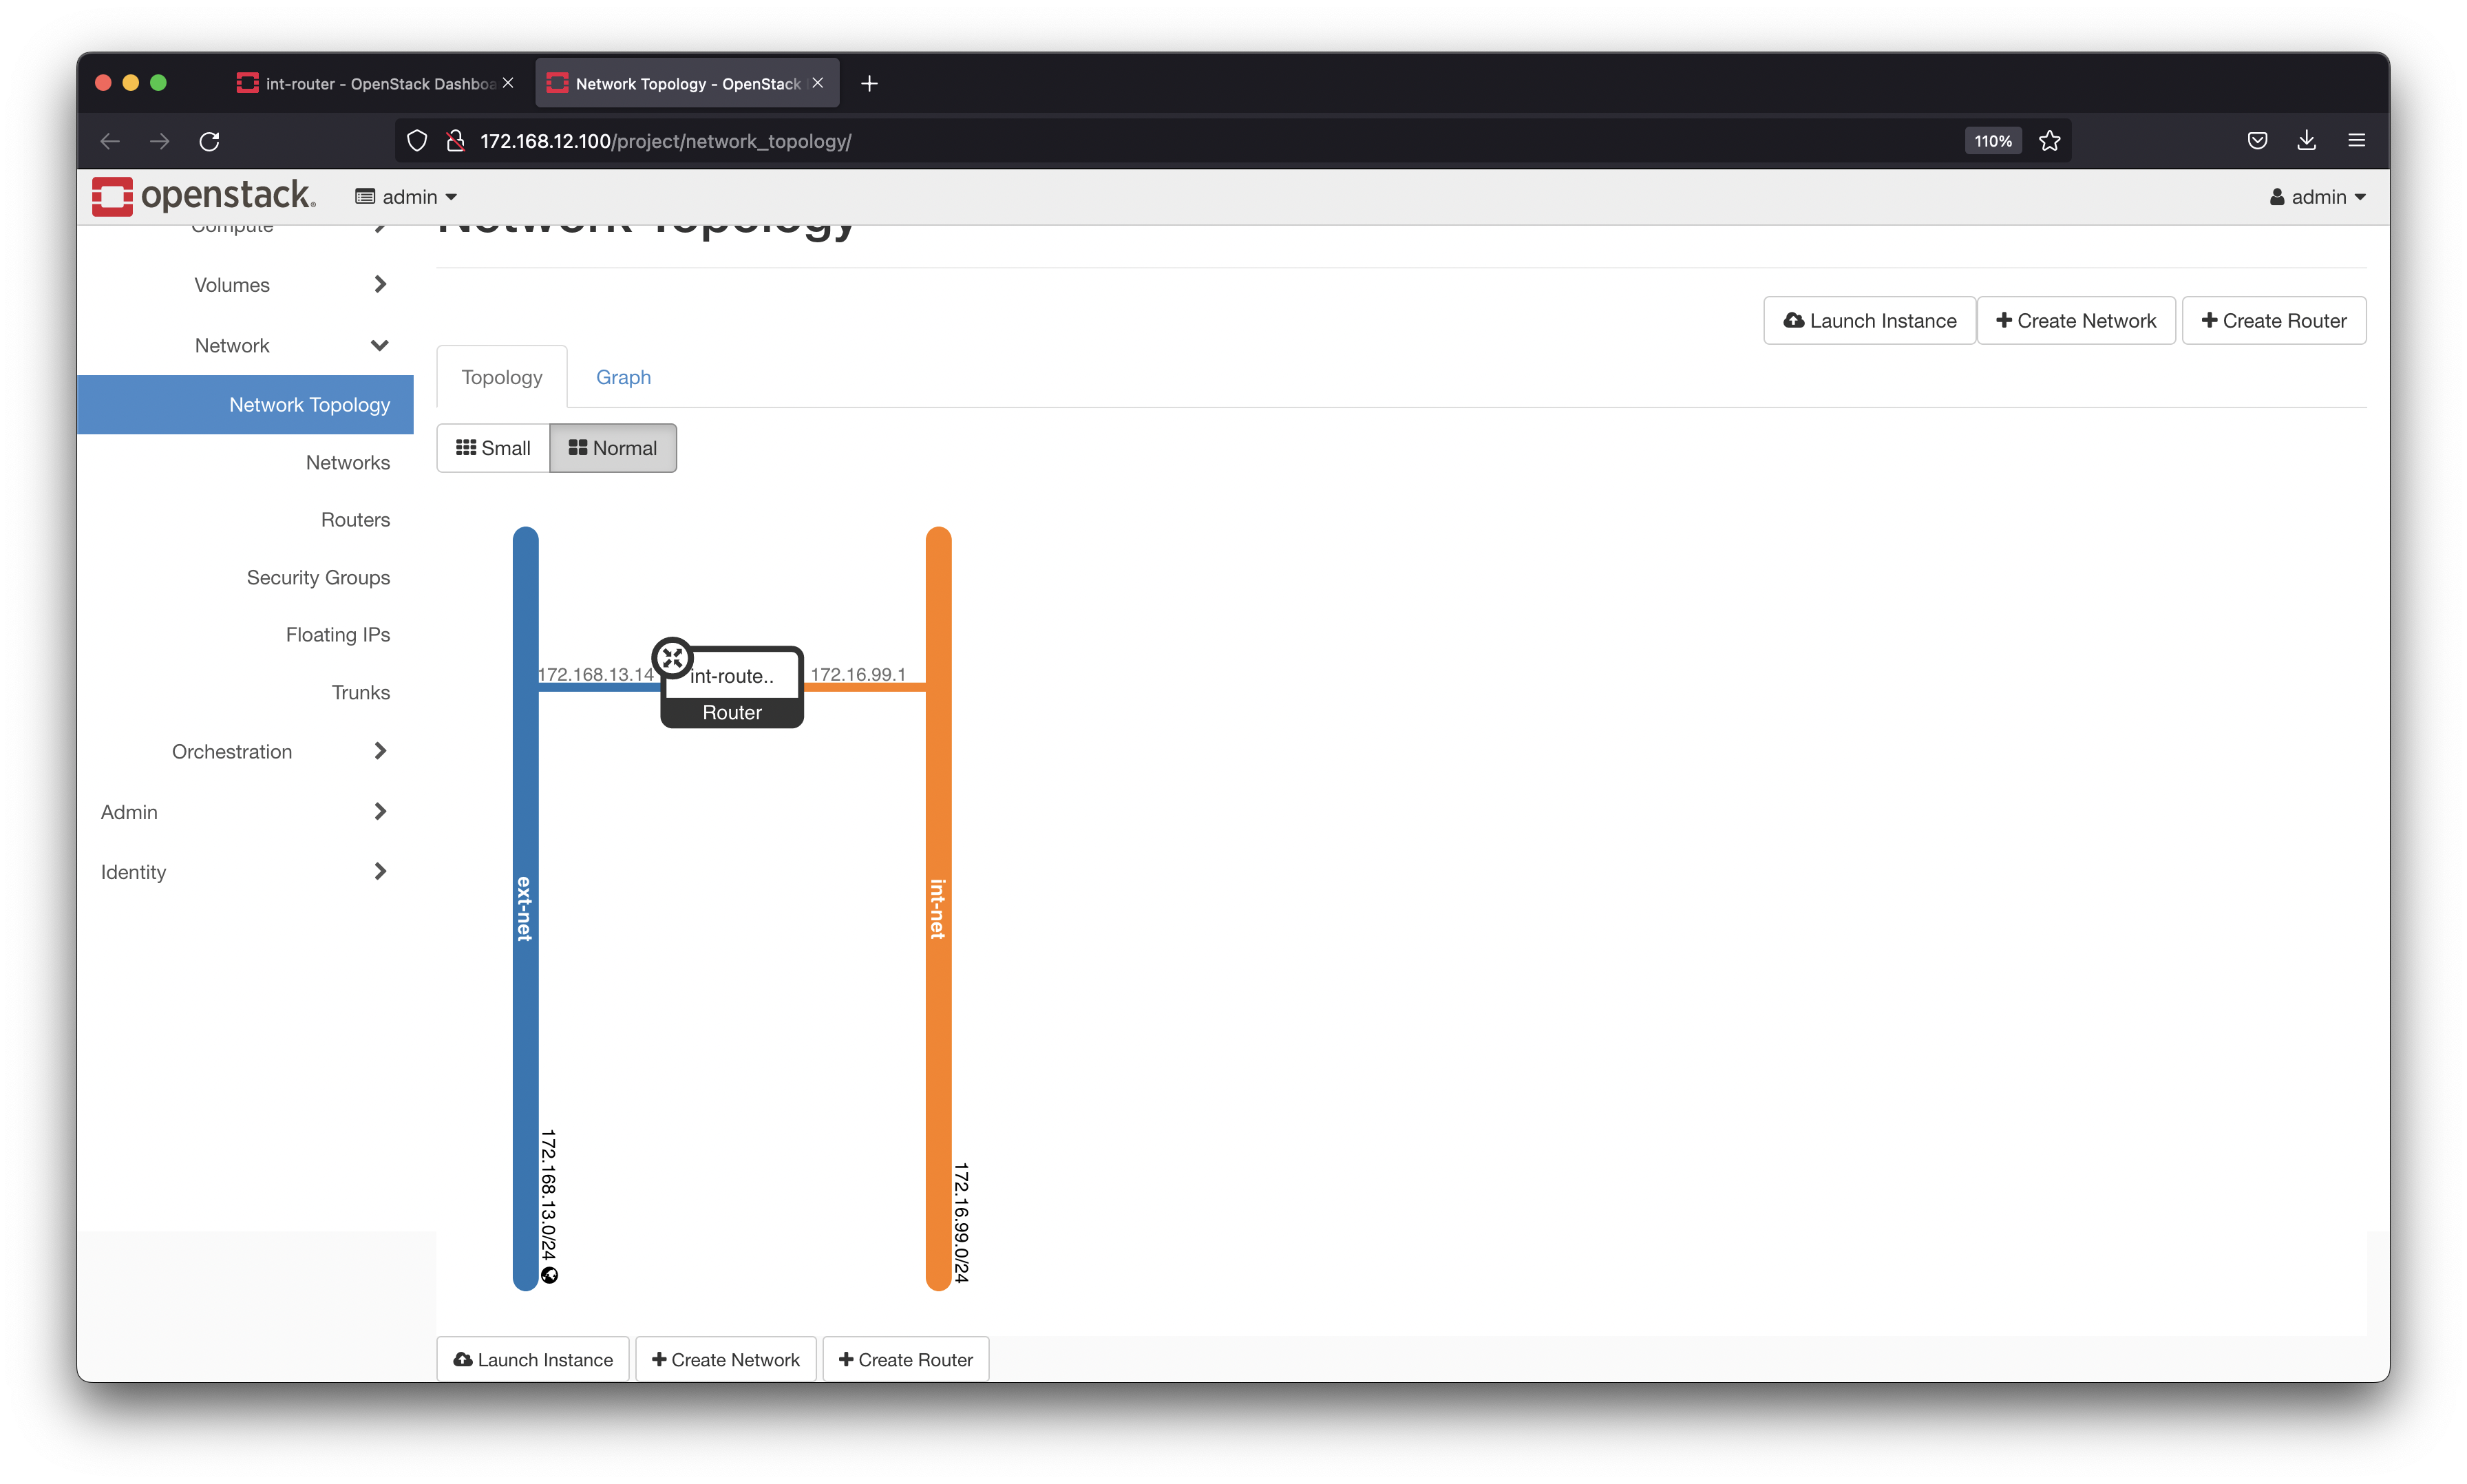 int-router - OpenStack Dashboa
Network Topology - OpenStack
172.168.12.100/project/network_topology/
110%
openstack.
admin
admin
Compute
Network Topology
Volumes
Network
Network Topology
Networks
Routers
Security Groups
Floating IPs
Trunks
Orchestration
Admin
Identity
Launch Instance
Create Network
Create Router
Topology
Graph
Small
Normal
172.168.13.14
int-route..
Router
172.16.99.1
ext-net
int-net
172.168.13.0/24
172.16.99.0/24
Launch Instance
Create Network
Create Router